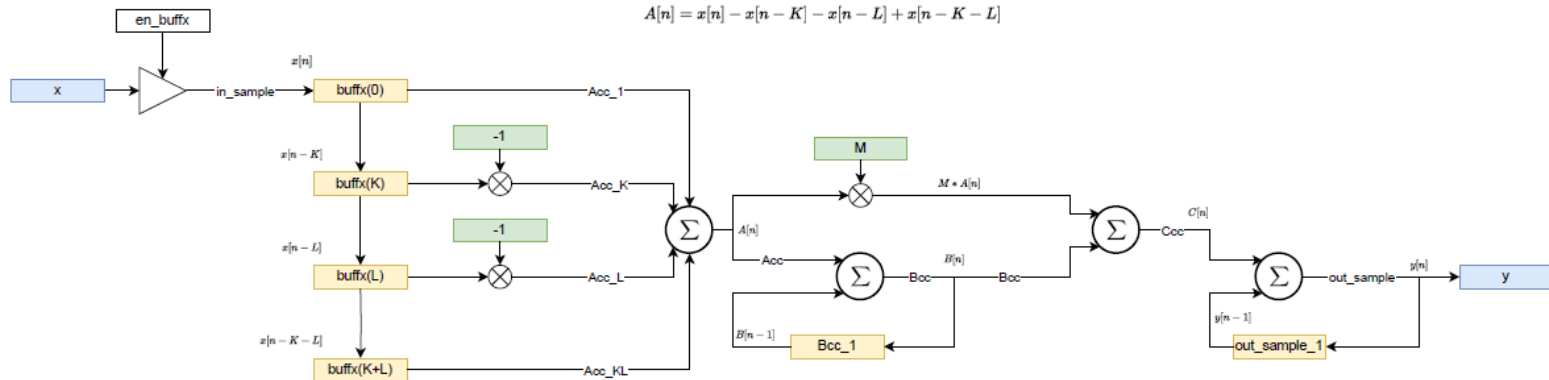 en_buffx
A[n] = x[n] − x[n − K] − x[n − L] + x[n − K − L]
x
in_sample
x[n]
buffx(0)
Acc_1
x[n − K]
buffx(K)
-1
Acc_K
x[n − L]
buffx(L)
-1
Acc_L
x[n − K − L]
buffx(K+L)
Acc_KL
∑
A[n]
M
M * A[n]
Acc
∑
Bcc
B[n]
Bcc
B[n − 1]
Bcc_1
∑
C[n]
Ccc
∑
out_sample
y[n]
y
y[n − 1]
out_sample_1